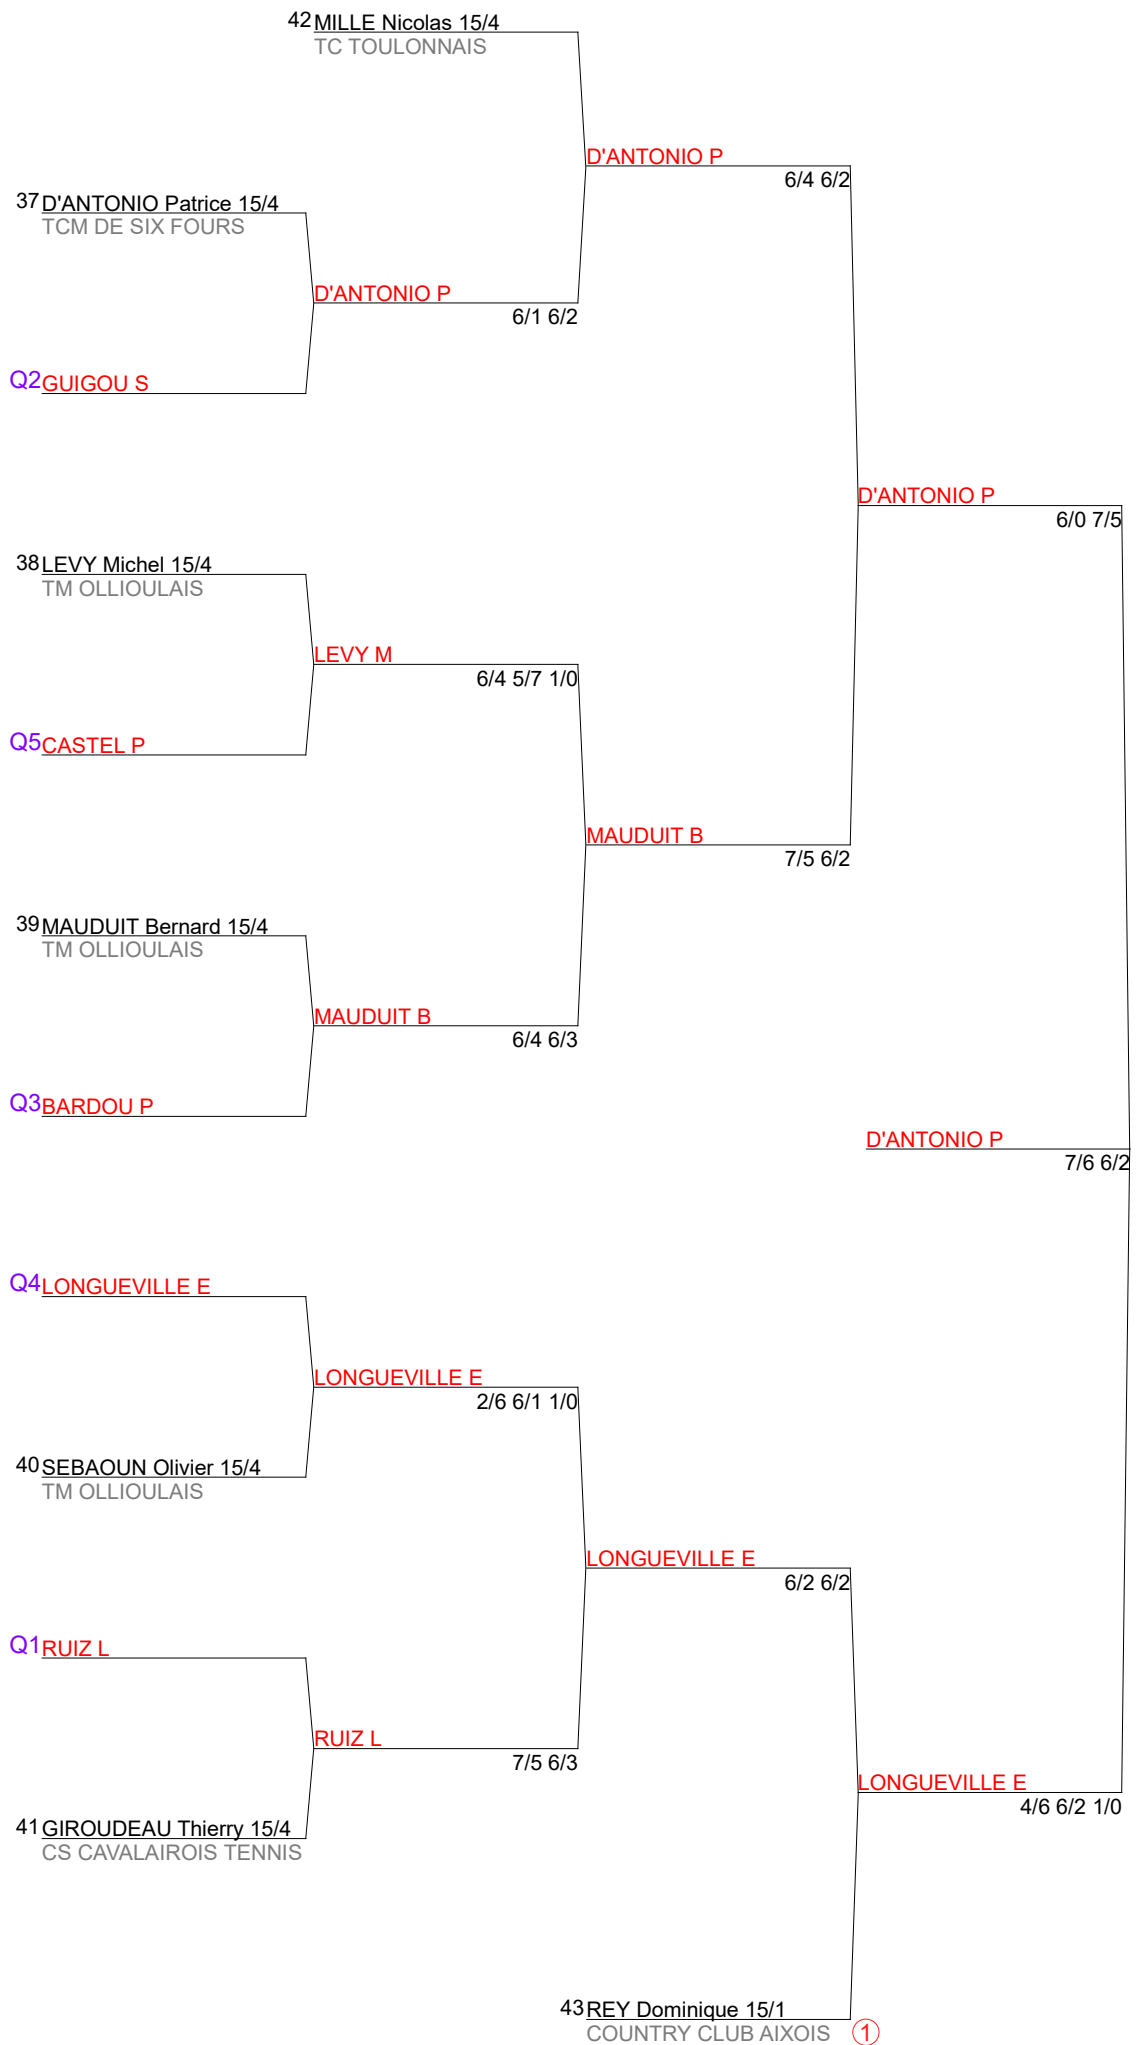 42 MILLE Nicolas 15/4
TC TOULONNAIS
D'ANTONIO P
6/4 6/2
37 D'ANTONIO Patrice 15/4
TCM DE SIX FOURS
D'ANTONIO P
6/1 6/2
Q2 GUIGOU S
D'ANTONIO P
6/0 7/5
38 LEVY Michel 15/4
TM OLLIOULAIS
LEVY M
6/4 5/7 1/0
Q5 CASTEL P
MAUDUIT B
7/5 6/2
39 MAUDUIT Bernard 15/4
TM OLLIOULAIS
MAUDUIT B
6/4 6/3
Q3 BARDOU P
D'ANTONIO P
7/6 6/2
Q4 LONGUEVILLE E
LONGUEVILLE E
2/6 6/1 1/0
40 SEBAOUN Olivier 15/4
TM OLLIOULAIS
LONGUEVILLE E
6/2 6/2
Q1 RUIZ L
RUIZ L
7/5 6/3
LONGUEVILLE E
4/6 6/2 1/0
41 GIROUDEAU Thierry 15/4
CS CAVALAIROIS TENNIS
43 REY Dominique 15/1
COUNTRY CLUB AIXOIS 1